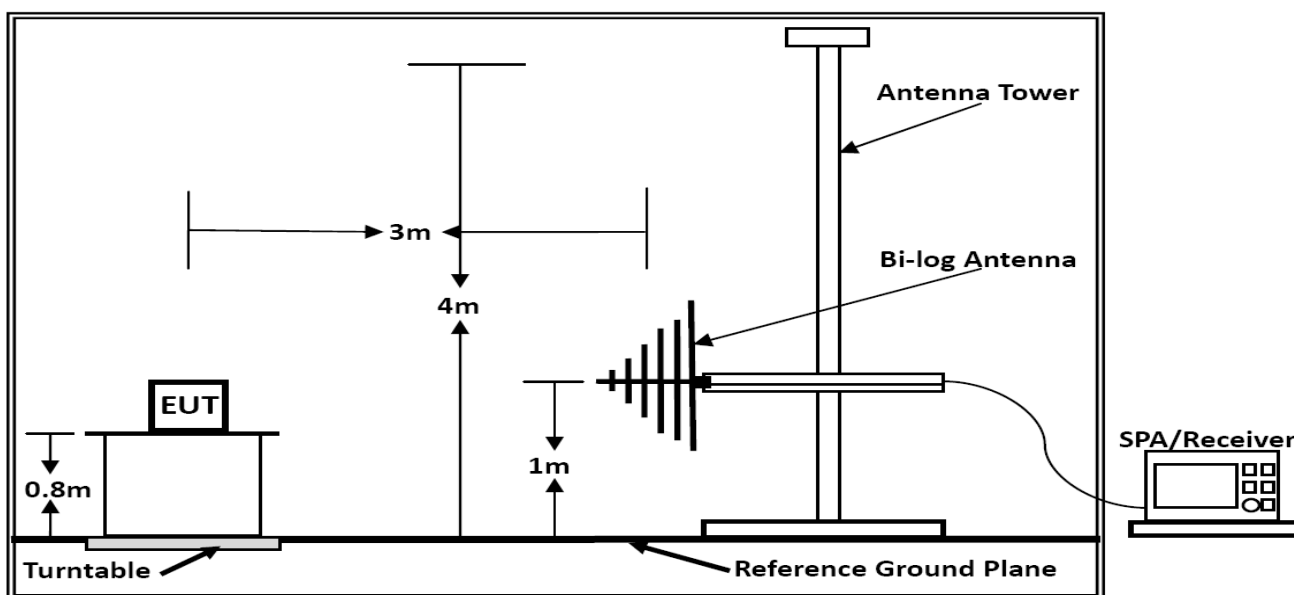 Antenna Tower
3m
Bi-log Antenna
4m
EUT
SPA/Receiver
1m
0.8m
Turntable
Reference Ground Plane